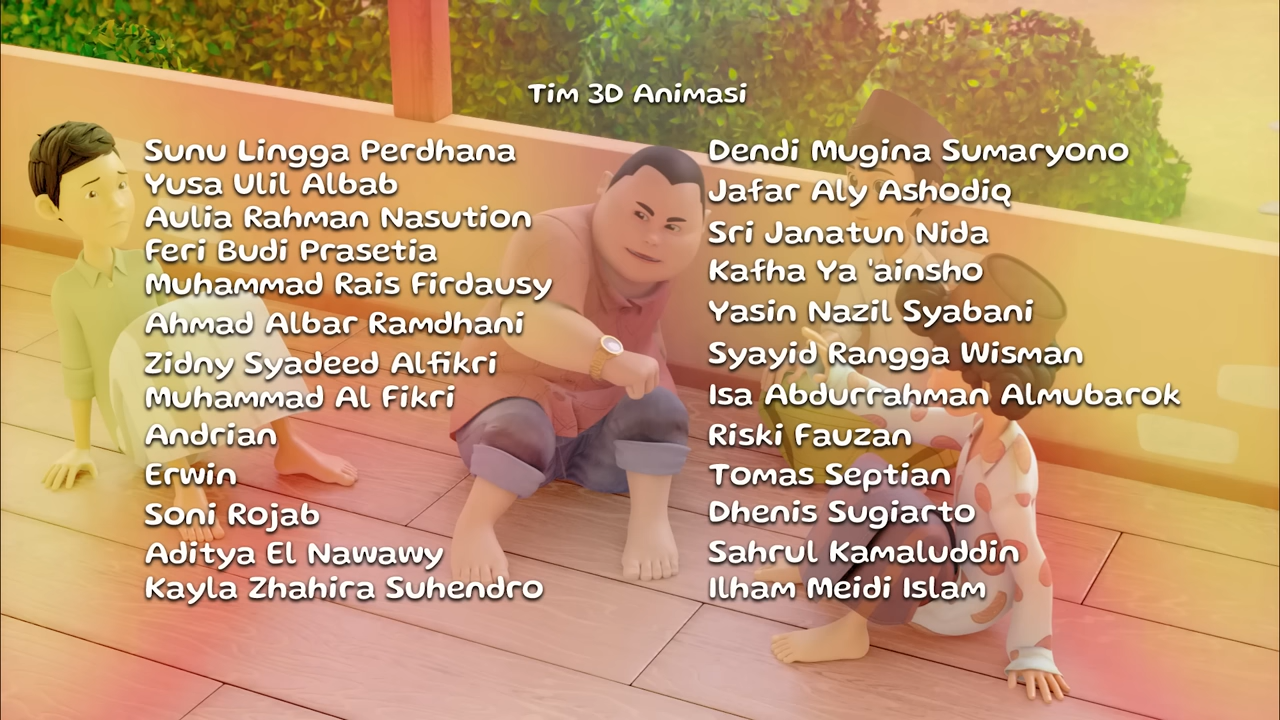 Tim 3D Animasi
Sunu Lingga Perdhana
Yusa Ulil Albab
Aulia Rahman Nasution
Feri Budi Prasetia
Muhammad Rais Firdausy
Ahmad Albar Ramdhani
Zidny Syadeed Alfikri
Muhammad Al Fikri
Andrian
Erwin
Soni Rojab
Aditya El Nawawy
Kayla Zhahira Suhendro
Dendi Mugina Sumaryono
Jafar Aly Ashodiq
Sri Janatun Nida
Kafha Ya 'ainsho
Yasin Nazil Syabani
Syayid Rangga Wisman
Isa Abdurrahman Almubarok
Riski Fauzan
Tomas Septian
Dhenis Sugiarto
Sahrul Kamaluddin
Ilham Meidi Islam